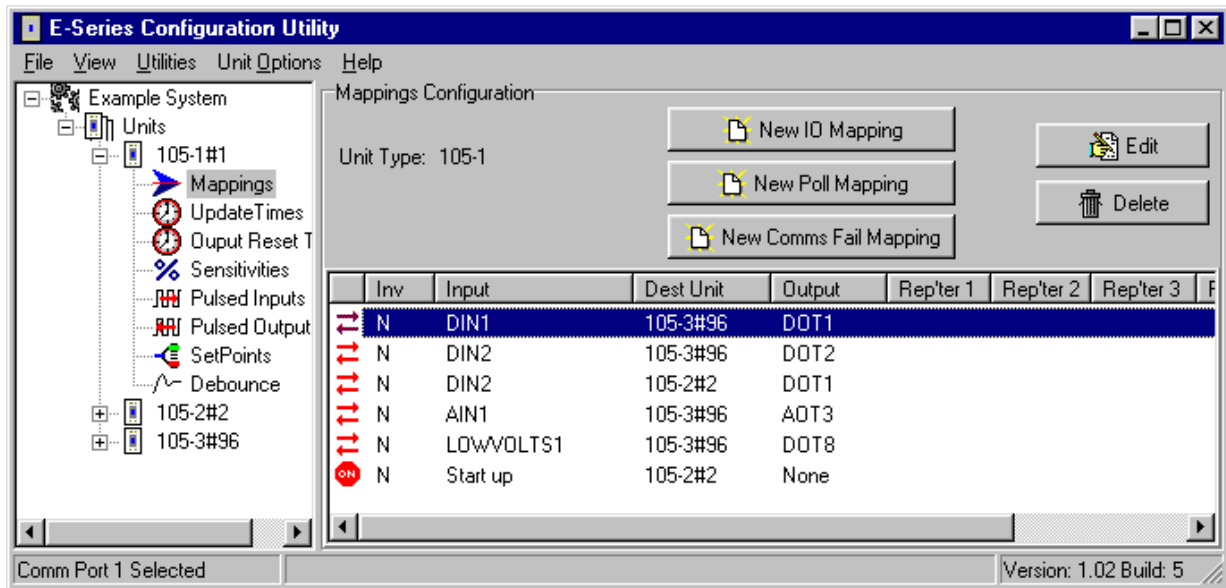 E-Series Configuration Utility
File View Utilities Unit Options Help
Example System
Units
105-1#1
Mappings
UpdateTimes
Ouput Reset T
Sensitivities
Pulsed Inputs
Pulsed Output
SetPoints
Debounce
105-2#2
105-3#96
Mappings Configuration
Unit Type: 105-1
New IO Mapping
New Poll Mapping
New Comms Fail Mapping
Edit
Delete
Inv Input Dest Unit Output Rep'ter 1 Rep'ter 2 Rep'ter 3
N DIN1 105-3#96 DOT1
N DIN2 105-3#96 DOT2
N DIN2 105-2#2 DOT1
N AIN1 105-3#96 AOT3
N LOWVOLTS1 105-3#96 DOT8
ON N Start up 105-2#2 None
Comm Port 1 Selected
Version: 1.02 Build: 5